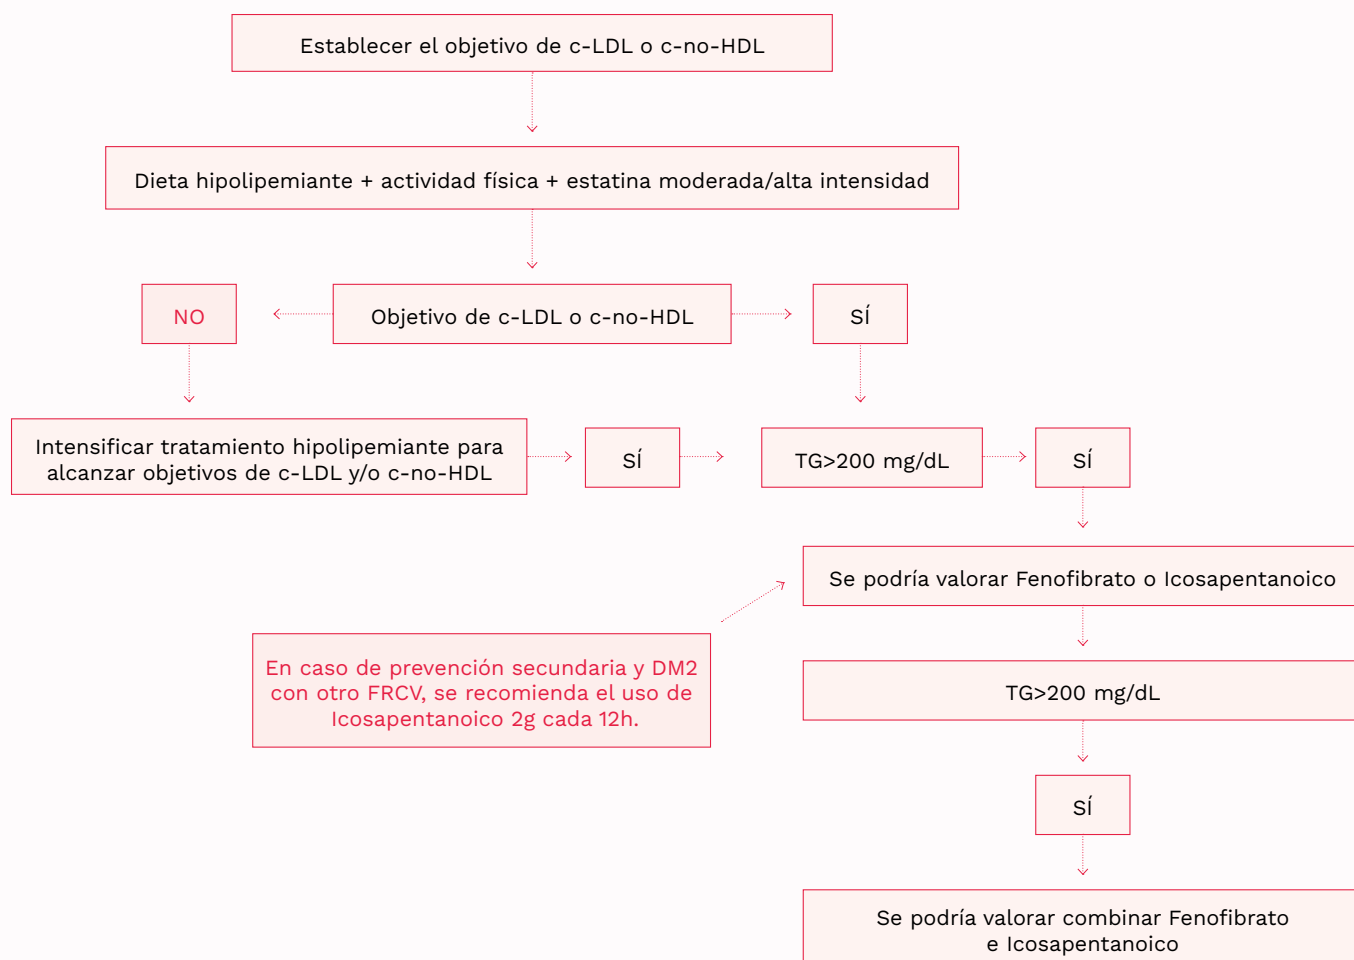 Establecer el objetivo de c-LDL o c-no-HDL
Dieta hipolipemiante + actividad física + estatina moderada/alta intensidad
NO
Objetivo de c-LDL o c-no-HDL
SÍ
Intensificar tratamiento hipolipemiante para
alcanzar objetivos de c-LDL y/o c-no-HDL
SÍ
TG>200 mg/dL
SÍ
Se podría valorar Fenofibrato o Icosapentanoico
En caso de prevención secundaria y DM2
con otro FRCV, se recomienda el uso de
Icosapentanoico 2g cada 12h.
TG>200 mg/dL
SÍ
Se podría valorar combinar Fenofibrato
e Icosapentanoico